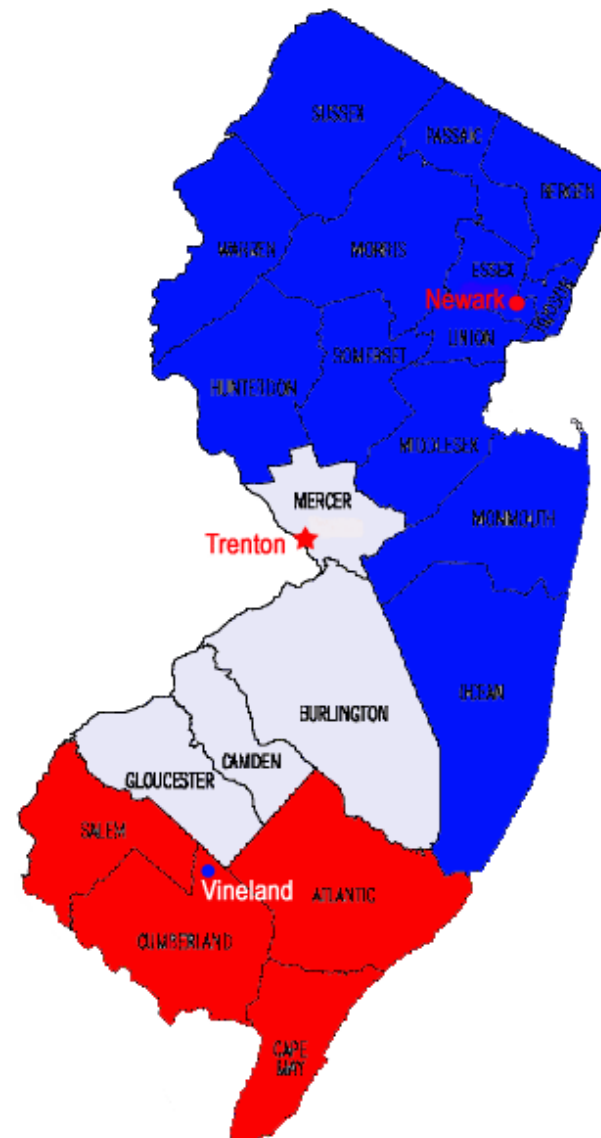 SUSSEX
PASSAIC
BERGEN
WARREN
MORRIS
ESSEX
Newark
HUDSON
UNION
SOMERSET
HUNTERDON
MIDDLESEX
MERCER
MONMOUTH
Trenton
OCEAN
BURLINGTON
CAMDEN
GLOUCESTER
SALEM
Vineland
ATLANTIC
CUMBERLAND
CAPE
MAY